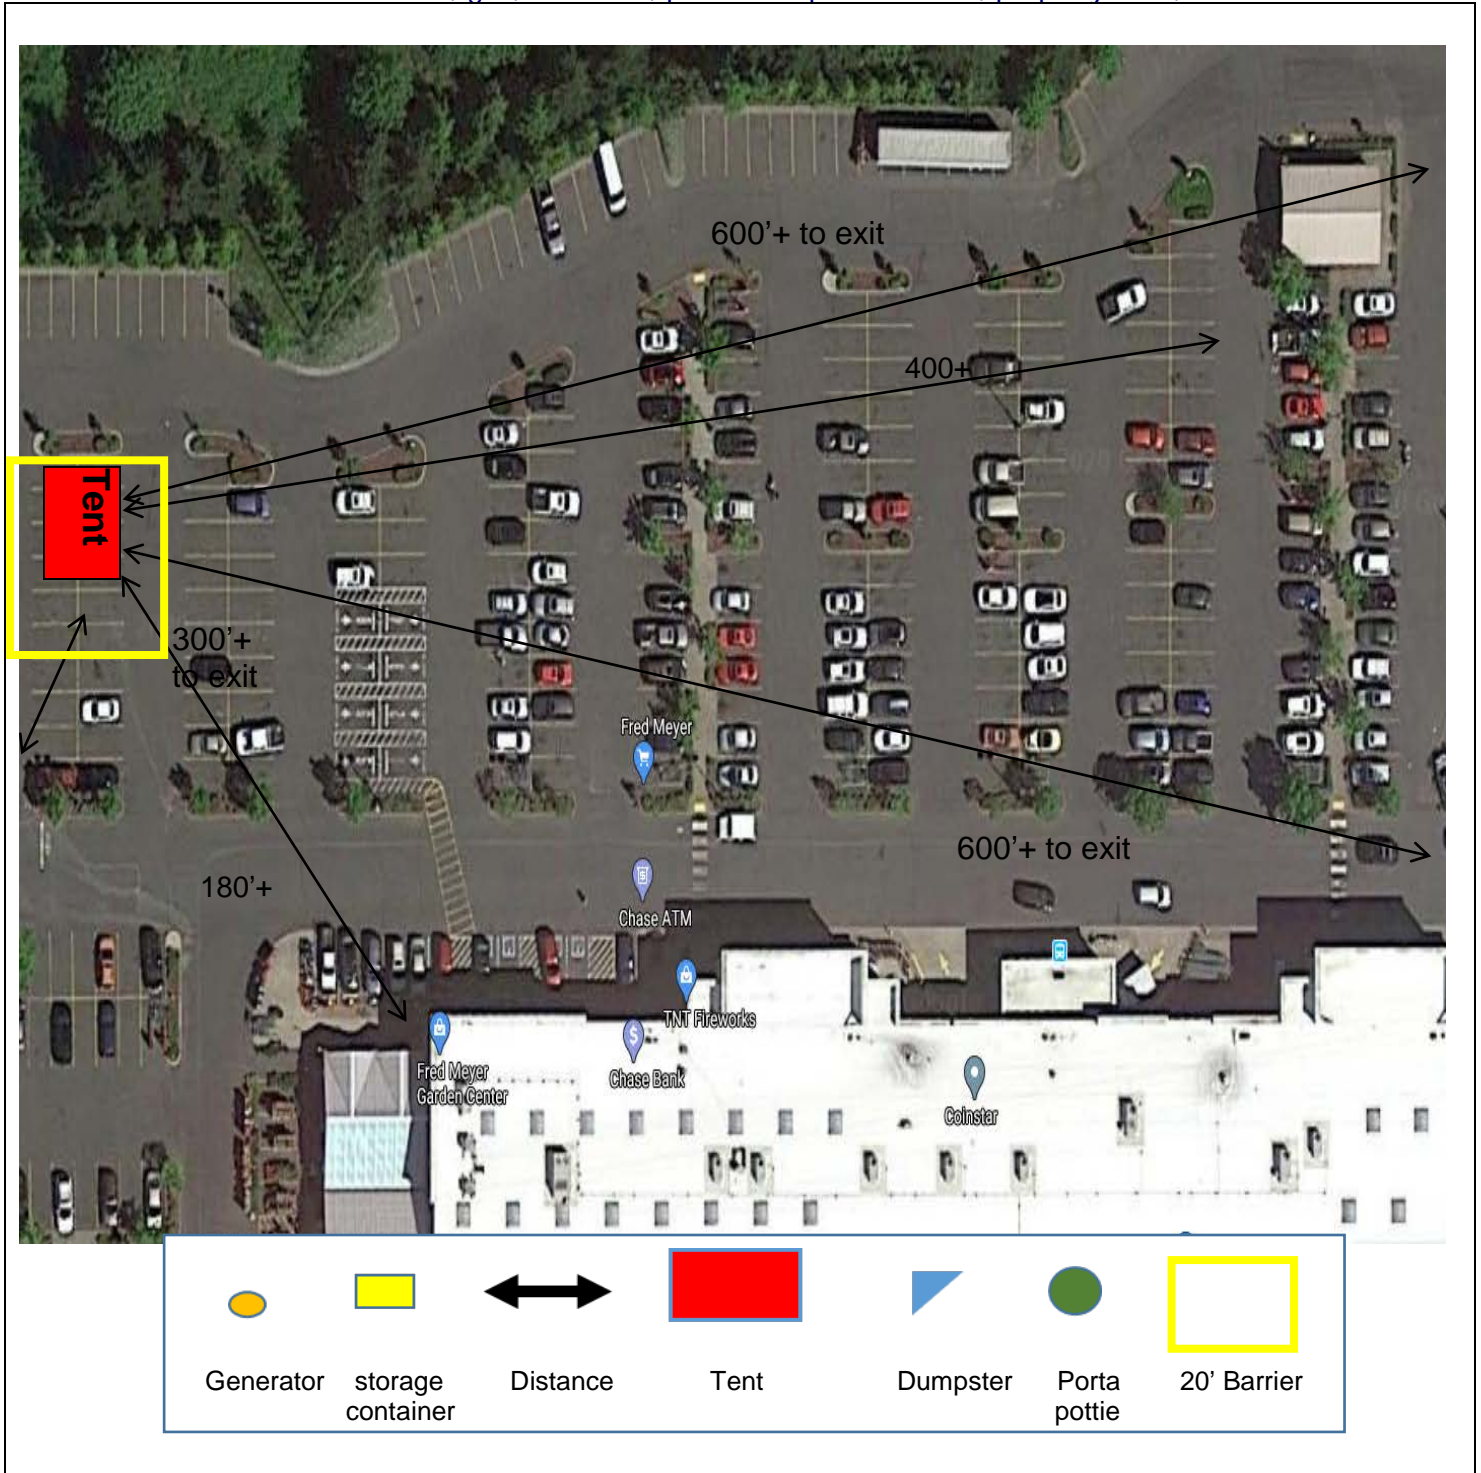 600'+ to exit
400+
Tent
300'+
to exit
Fred Meyer
600'+ to exit
180'+
Chase ATM
TNT Fireworks
Fred Meyer
Garden Center
Chase Bank
Coinstar
Generator
storage
container
Distance
Tent
Dumpster
Porta
pottie
20' Barrier